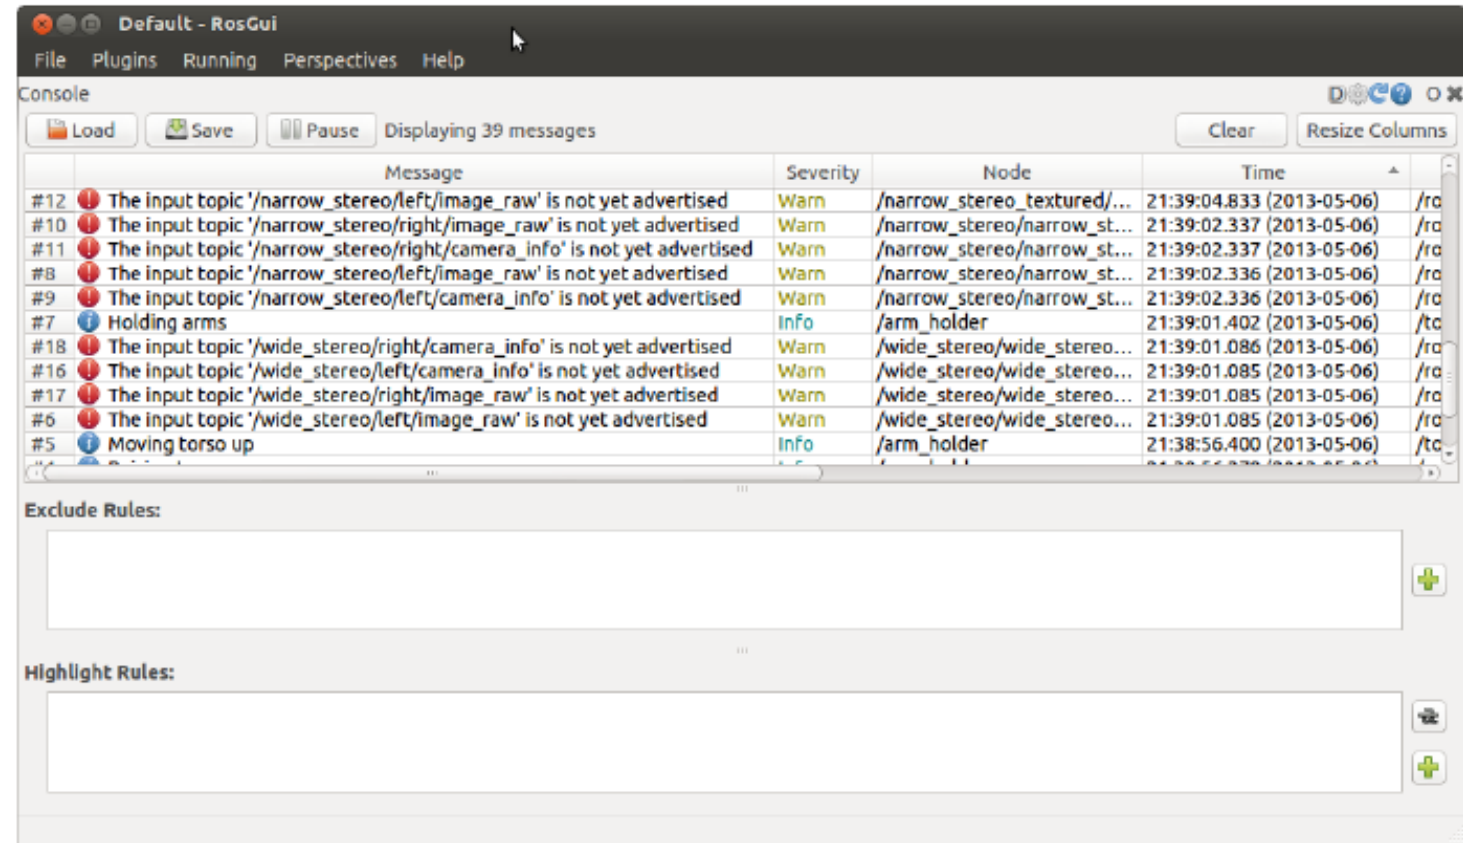 Default - RosGui
File Plugins Running Perspectives Help
Console D O
Load Save Pause Displaying 39 messages Clear Resize Columns
Message Severity Node Time
#12 The input topic '/narrow_stereo/left/image_raw' is not yet advertised Warn /narrow_stereo_textured/... 21:39:04.833 (2013-05-06) /ro
#10 The input topic '/narrow_stereo/right/image_raw' is not yet advertised Warn /narrow_stereo/narrow_st... 21:39:02.337 (2013-05-06) /ro
#11 The input topic '/narrow_stereo/right/camera_info' is not yet advertised Warn /narrow_stereo/narrow_st... 21:39:02.337 (2013-05-06) /ro
#8 The input topic '/narrow_stereo/left/image_raw' is not yet advertised Warn /narrow_stereo/narrow_st... 21:39:02.336 (2013-05-06) /ro
#9 The input topic '/narrow_stereo/left/camera_info' is not yet advertised Warn /narrow_stereo/narrow_st... 21:39:02.336 (2013-05-06) /ro
#7 Holding arms Info /arm_holder 21:39:01.402 (2013-05-06) /to
#18 The input topic '/wide_stereo/right/camera_info' is not yet advertised Warn /wide_stereo/wide_stereo... 21:39:01.086 (2013-05-06) /ro
#16 The input topic '/wide_stereo/left/camera_info' is not yet advertised Warn /wide_stereo/wide_stereo... 21:39:01.085 (2013-05-06) /ro
#17 The input topic '/wide_stereo/right/image_raw' is not yet advertised Warn /wide_stereo/wide_stereo... 21:39:01.085 (2013-05-06) /ro
#6 The input topic '/wide_stereo/left/image_raw' is not yet advertised Warn /wide_stereo/wide_stereo... 21:39:01.085 (2013-05-06) /ro
#5 Moving torso up Info /arm_holder 21:38:56.400 (2013-05-06) /to
Exclude Rules:
Highlight Rules: